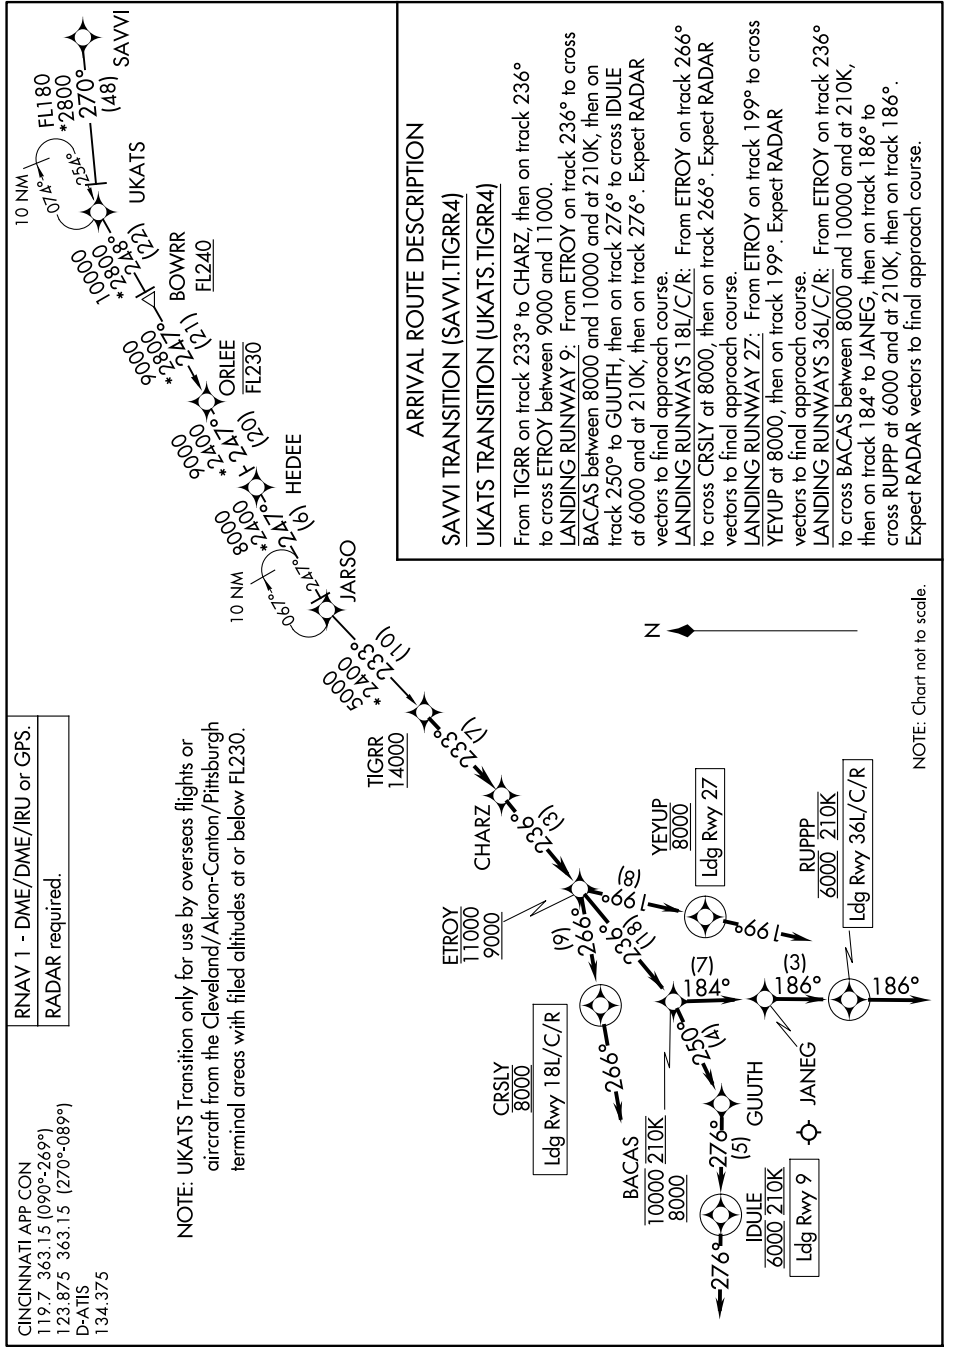 CINCINNATI APP CON
119.7 363.15 (090°-269°)
123.875 363.15 (270°-089°)
D-ATIS
134.375
RNAV 1 - DME/DME/IRU or GPS.
RADAR required.
NOTE: UKATS Transition only for use by overseas flights or
aircraft from the Cleveland/Akron-Canton/Pittsburgh
terminal areas with filed altitudes at or below FL230.
SAVVI
FL180
*2800
270°
(48)
10 NM
074°
254°
UKATS
10000
*2800
248°
(22)
BOWRR
FL240
9000
*2800
247°
(21)
ORLEE
FL230
9000
*2400
247°
(20)
HEDEE
8000
*2400
247°
(6)
10 NM
067°
247°
JARSO
5000
*2400
233°
(10)
TIGRR
14000
233°
(7)
CHARZ
236°
(3)
ETROY
11000
9000
266°
(9)
CRSLY
8000
Ldg Rwy 18L/C/R
266°
236°
(18)
199°
(8)
YEYUP
8000
Ldg Rwy 27
199°
BACAS
10000 210K
8000
250°
(4)
GUUTH
276°
(5)
IDULE
6000 210K
Ldg Rwy 9
276°
184°
(7)
JANEG
186°
(3)
RUPPP
6000 210K
Ldg Rwy 36L/C/R
186°
N
NOTE: Chart not to scale.
ARRIVAL ROUTE DESCRIPTION
SAVVI TRANSITION (SAVVI.TIGRR4)
UKATS TRANSITION (UKATS.TIGRR4)
From TIGRR on track 233° to CHARZ, then on track 236°
to cross ETROY between 9000 and 11000.
LANDING RUNWAY 9: From ETROY on track 236° to cross
BACAS between 8000 and 10000 and at 210K, then on
track 250° to GUUTH, then on track 276° to cross IDULE
at 6000 and at 210K, then on track 276°. Expect RADAR
vectors to final approach course.
LANDING RUNWAYS 18L/C/R: From ETROY on track 266°
to cross CRSLY at 8000, then on track 266°. Expect RADAR
vectors to final approach course.
LANDING RUNWAY 27: From ETROY on track 199° to cross
YEYUP at 8000, then on track 199°. Expect RADAR
vectors to final approach course.
LANDING RUNWAYS 36L/C/R: From ETROY on track 236°
to cross BACAS between 8000 and 10000 and at 210K,
then on track 184° to JANEG, then on track 186° to
cross RUPPP at 6000 and at 210K, then on track 186°.
Expect RADAR vectors to final approach course.